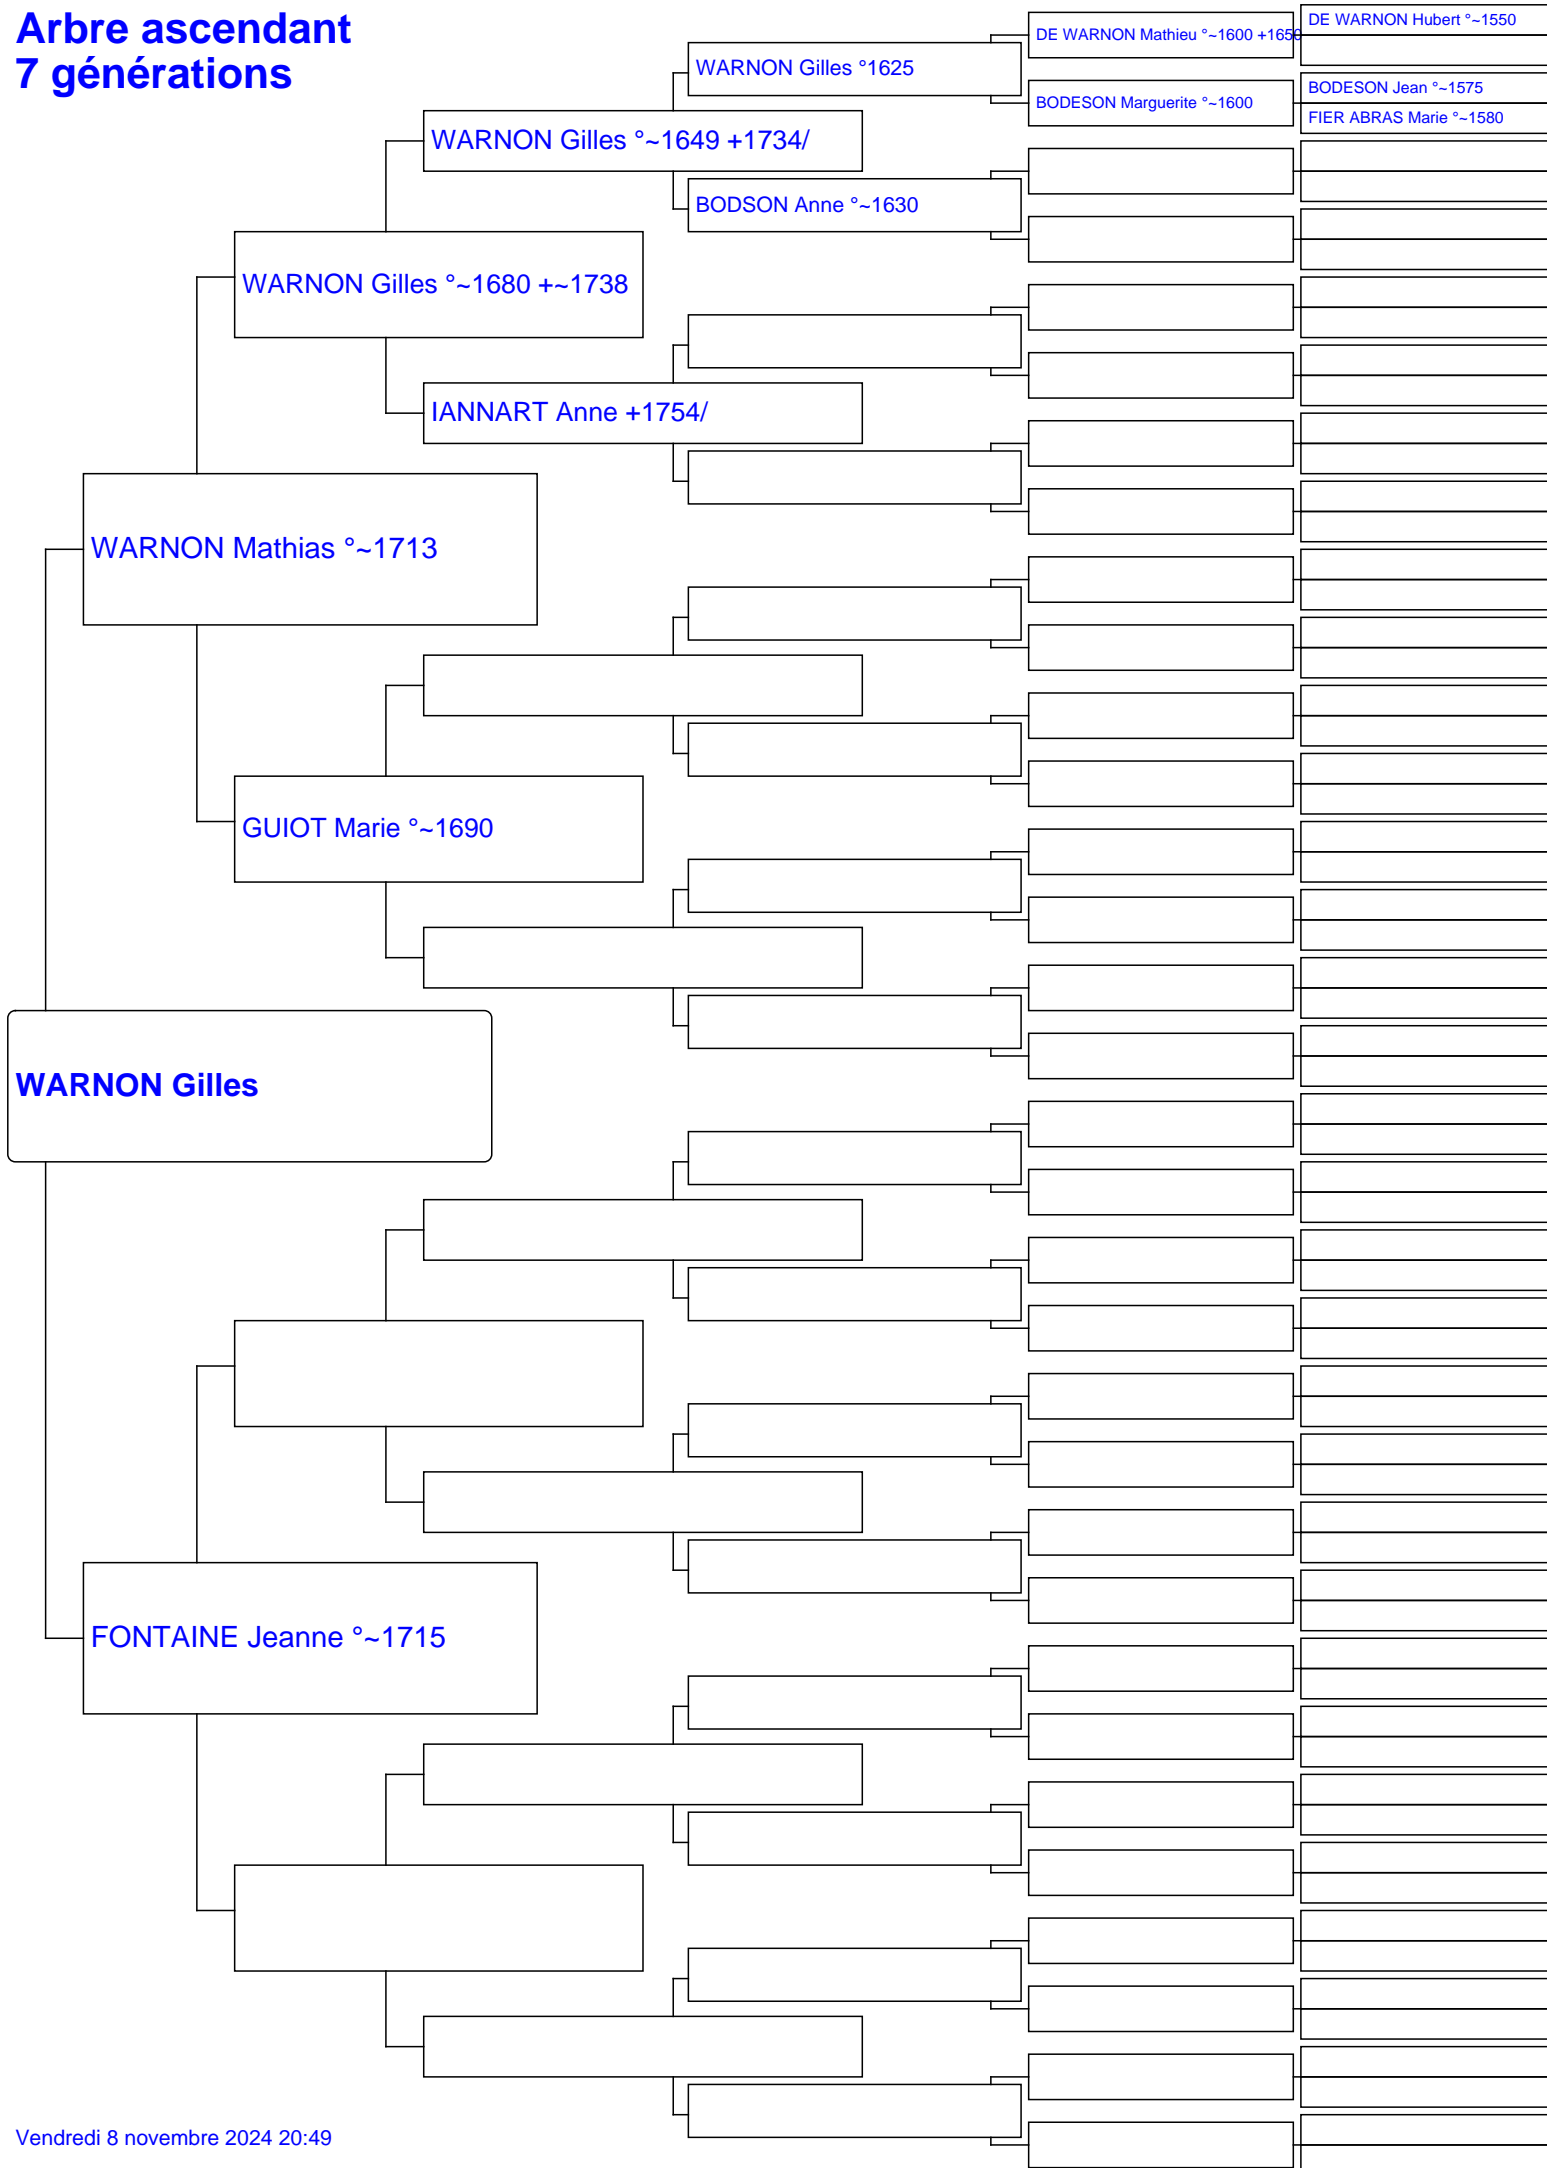 Arbre ascendant
7 générations
DE WARNON Mathieu °~1600 +1650
DE WARNON Hubert °~1550
WARNON Gilles °1625
BODESON Marguerite °~1600
BODESON Jean °~1575
FIER ABRAS Marie °~1580
WARNON Gilles °~1649 +1734/
BODSON Anne °~1630
WARNON Gilles °~1680 +~1738
IANNART Anne +1754/
WARNON Mathias °~1713
GUIOT Marie °~1690
WARNON Gilles
FONTAINE Jeanne °~1715
Vendredi 8 novembre 2024 20:49